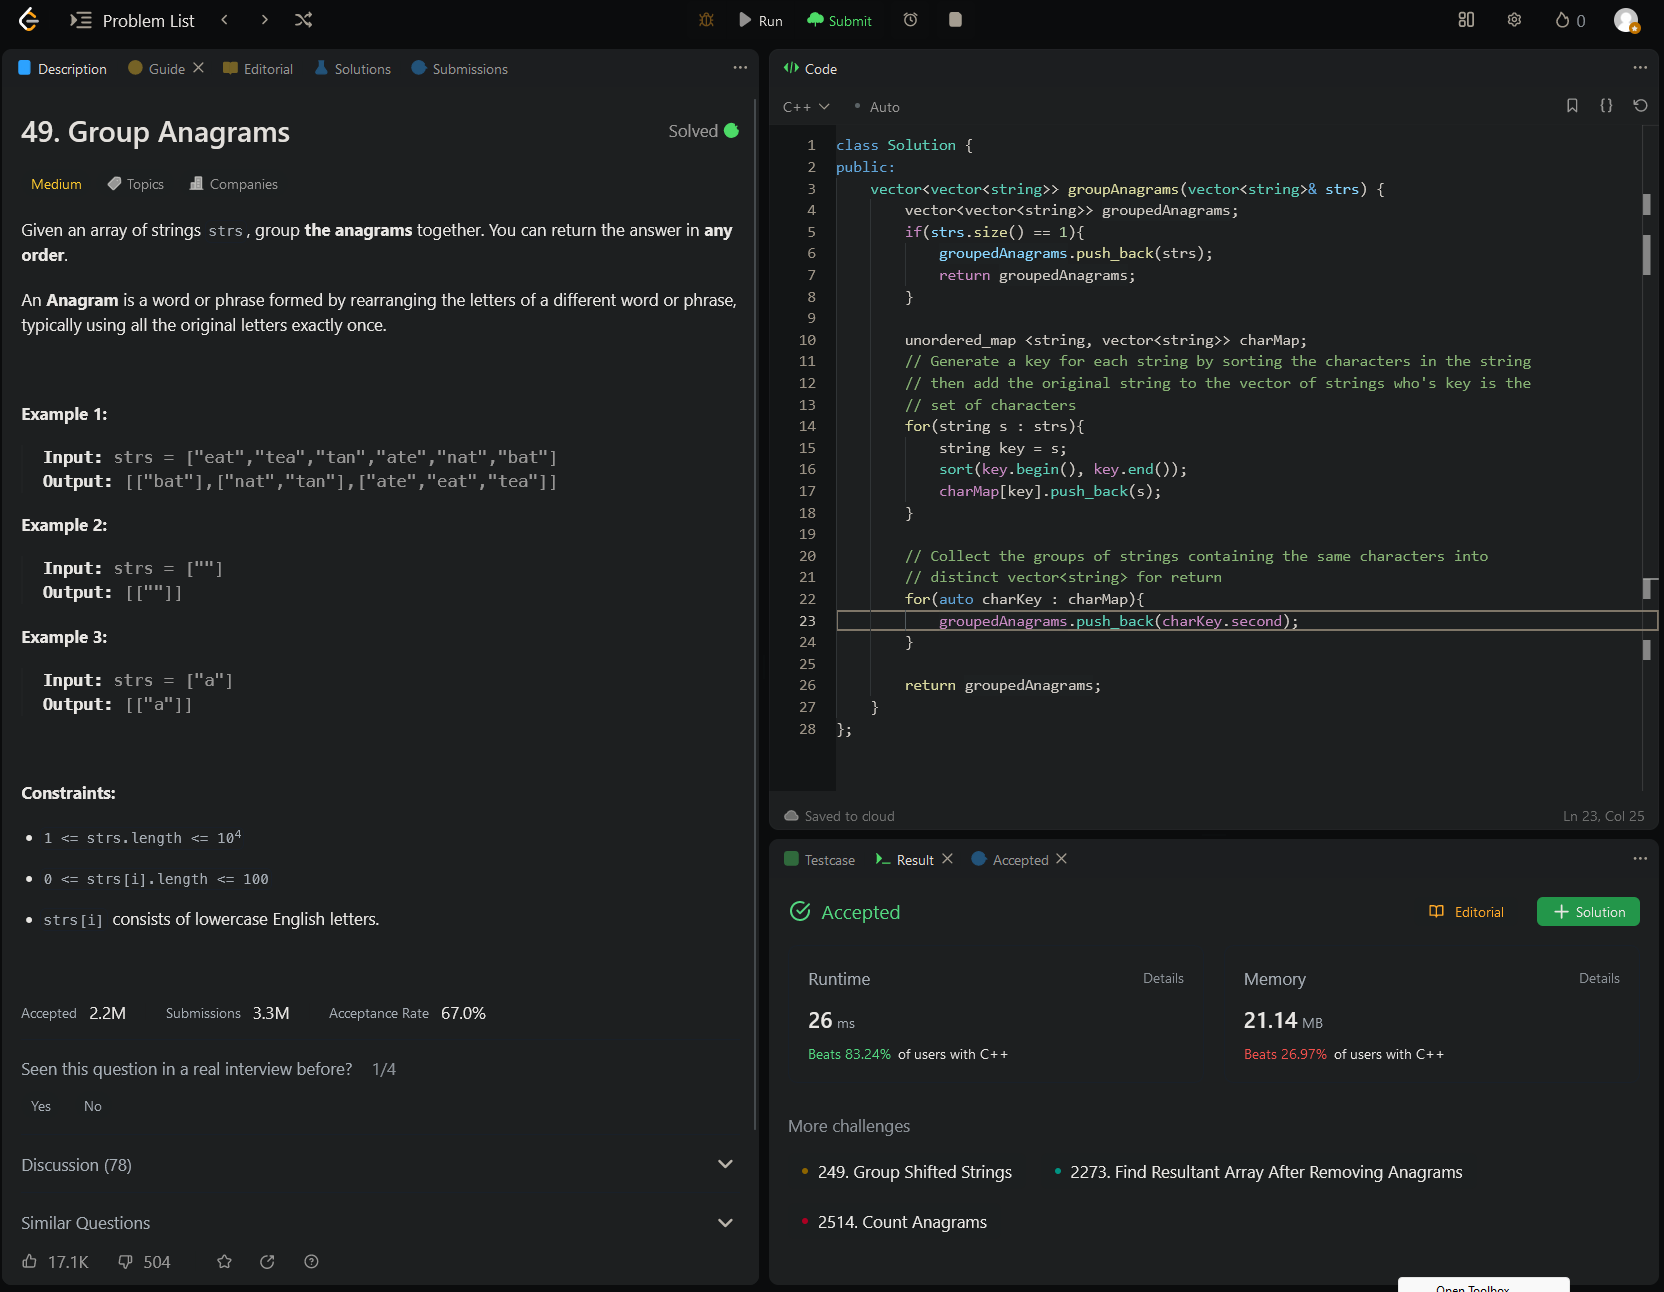 Problem List
Run
Submit
0
Description
Guide
Editorial
Solutions
Submissions
49. Group Anagrams
Solved
Medium
Topics
Companies
Given an array of strings strs, group the anagrams together. You can return the answer in any
order.
An Anagram is a word or phrase formed by rearranging the letters of a different word or phrase,
typically using all the original letters exactly once.
Example 1:
Input: strs = ["eat","tea","tan","ate","nat","bat"]
Output: [["bat"],["nat","tan"],["ate","eat","tea"]]
Example 2:
Input: strs = [""]
Output: [[""]]
Example 3:
Input: strs = ["a"]
Output: [["a"]]
Constraints:
• 1 <= strs.length <= 10⁴
• 0 <= strs[i].length <= 100
• strs[i] consists of lowercase English letters.
Accepted 2.2M Submissions 3.3M Acceptance Rate 67.0%
Seen this question in a real interview before? 1/4
Yes No
Discussion (78)
Similar Questions
17.1K 504
Code
C++ • Auto
1 class Solution {
2 public:
3     vector<vector<string>> groupAnagrams(vector<string>& strs) {
4         vector<vector<string>> groupedAnagrams;
5         if(strs.size() == 1){
6             groupedAnagrams.push_back(strs);
7             return groupedAnagrams;
8         }
9
10         unordered_map <string, vector<string>> charMap;
11         // Generate a key for each string by sorting the characters in the string
12         // then add the original string to the vector of strings who's key is the
13         // set of characters
14         for(string s : strs){
15             string key = s;
16             sort(key.begin(), key.end());
17             charMap[key].push_back(s);
18         }
19
20         // Collect the groups of strings containing the same characters into
21         // distinct vector<string> for return
22         for(auto charKey : charMap){
23             groupedAnagrams.push_back(charKey.second);
24         }
25
26         return groupedAnagrams;
27     }
28 };
Saved to cloud
Ln 23, Col 25
Testcase
Result
Accepted
Accepted
Editorial
Solution
Runtime Details
26 ms
Beats 83.24% of users with C++
Memory Details
21.14 MB
Beats 26.97% of users with C++
More challenges
• 249. Group Shifted Strings
• 2273. Find Resultant Array After Removing Anagrams
• 2514. Count Anagrams
Open Toolbox